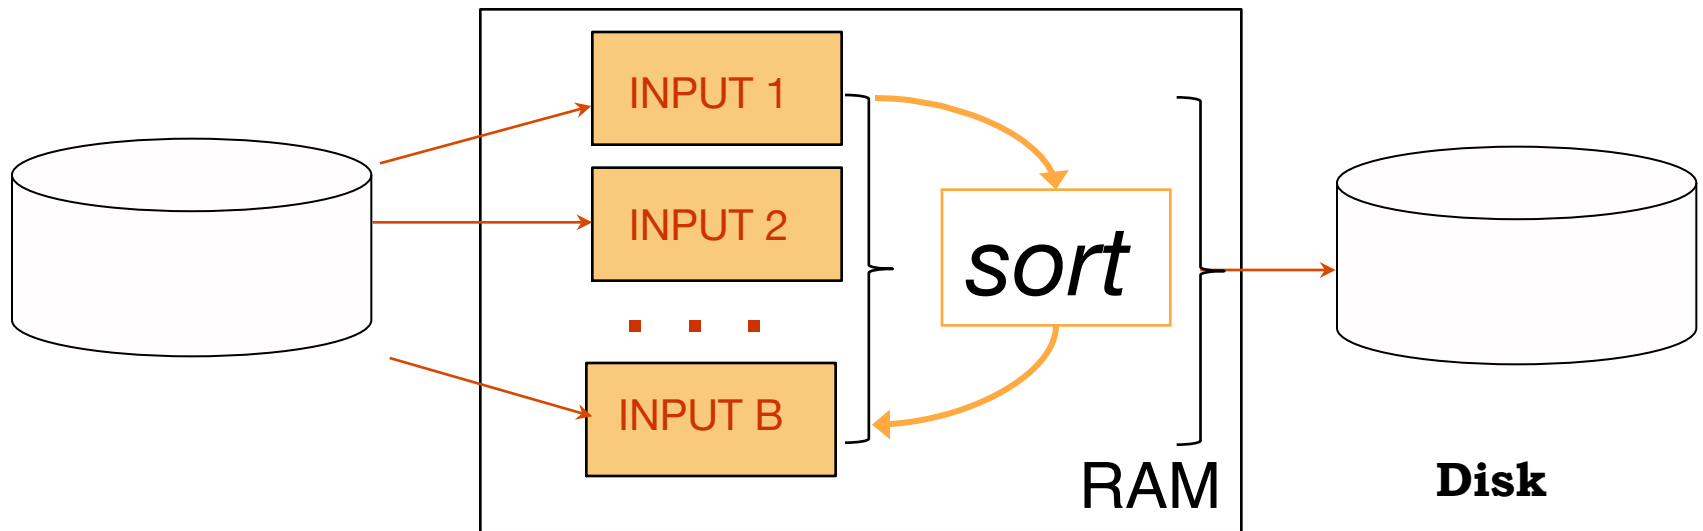 INPUT 1
INPUT 2
. . .
INPUT B
sort
RAM
Disk